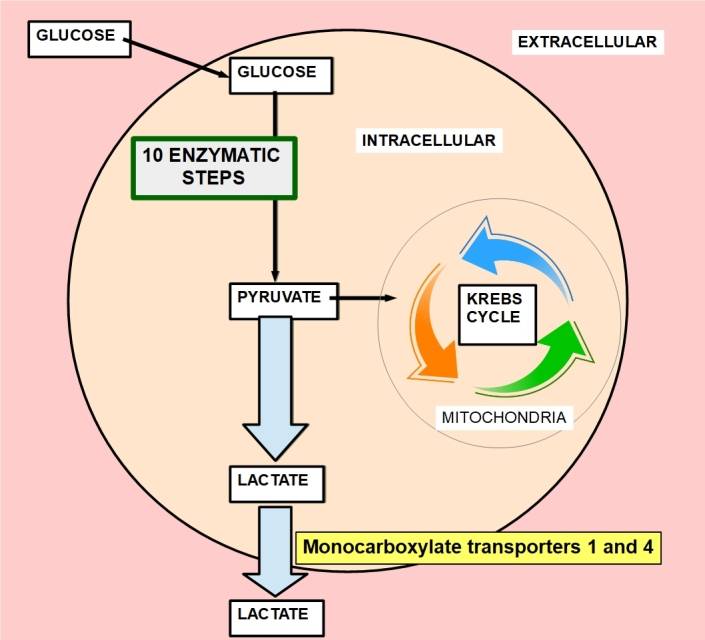 GLUCOSE
EXTRACELLULAR
GLUCOSE
INTRACELLULAR
10 ENZYMATIC
STEPS
PYRUVATE
KREBS
CYCLE
MITOCHONDRIA
LACTATE
Monocarboxylate transporters 1 and 4
LACTATE